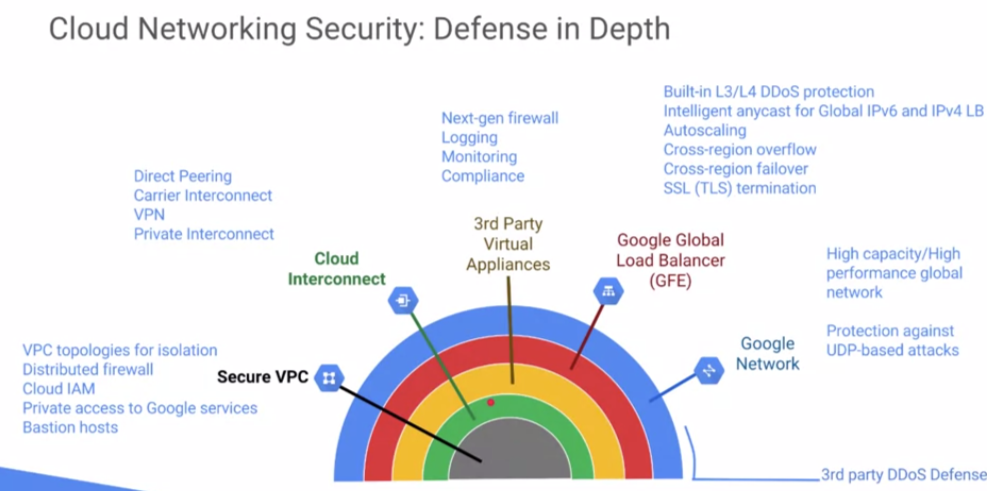 Cloud Networking Security: Defense in Depth
Built-in L3/L4 DDoS protection
Intelligent anycast for Global IPv6 and IPv4 LB
Autoscaling
Cross-region overflow
Cross-region failover
SSL (TLS) termination
Next-gen firewall
Logging
Monitoring
Compliance
Direct Peering
Carrier Interconnect
VPN
Private Interconnect
3rd Party
Virtual
Appliances
Google Global
Load Balancer
(GFE)
Cloud
Interconnect
High capacity/High
performance global
network
Protection against
UDP-based attacks
Google
Network
VPC topologies for isolation
Distributed firewall
Cloud IAM
Private access to Google services
Bastion hosts
Secure VPC
3rd party DDoS Defense